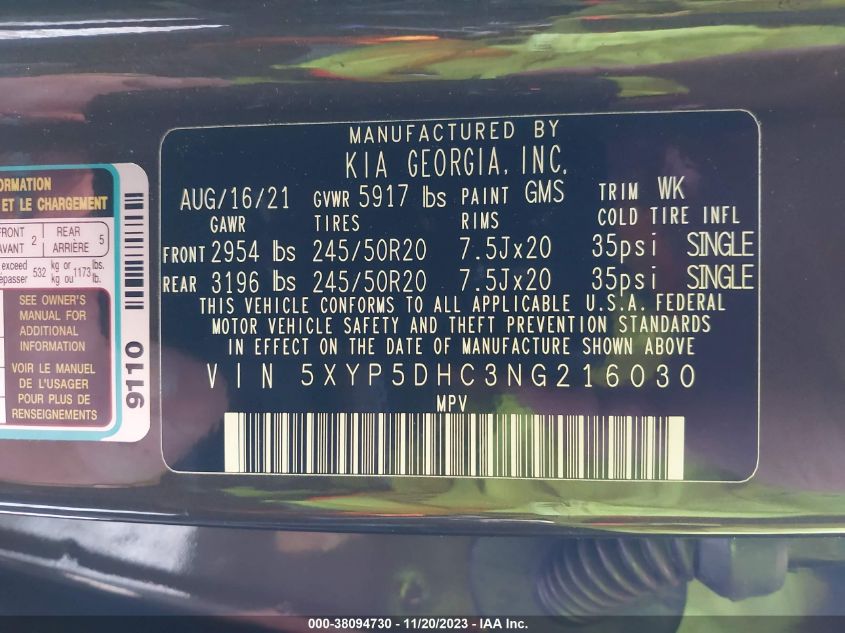 MANUFACTURED BY
KIA GEORGIA, INC.
AUG/16/21 GVWR 5917 lbs PAINT GMS TRIM WK
GAWR TIRES RIMS COLD TIRE INFL
FRONT 2954 lbs 245/50R20 7.5Jx20 35psi SINGLE
REAR 3196 lbs 245/50R20 7.5Jx20 35psi SINGLE
THIS VEHICLE CONFORMS TO ALL APPLICABLE U.S.A. FEDERAL
MOTOR VEHICLE SAFETY AND THEFT PREVENTION STANDARDS
IN EFFECT ON THE DATE OF MANUFACTURE SHOWN ABOVE
VIN 5XYP5DHC3NG216030
MPV
ET LE CHARGEMENT
FRONT 2 REAR 5
AVANT ARRIÈRE
exceed 532 kg or 1173 lbs.
kg ou lb.
SEE OWNER'S
MANUAL FOR
ADDITIONAL
INFORMATION
VOIR LE MANUEL
DE L'USAGER
POUR PLUS DE
RENSEIGNEMENTS
9110
000-38094730 - 11/20/2023 - IAA Inc.